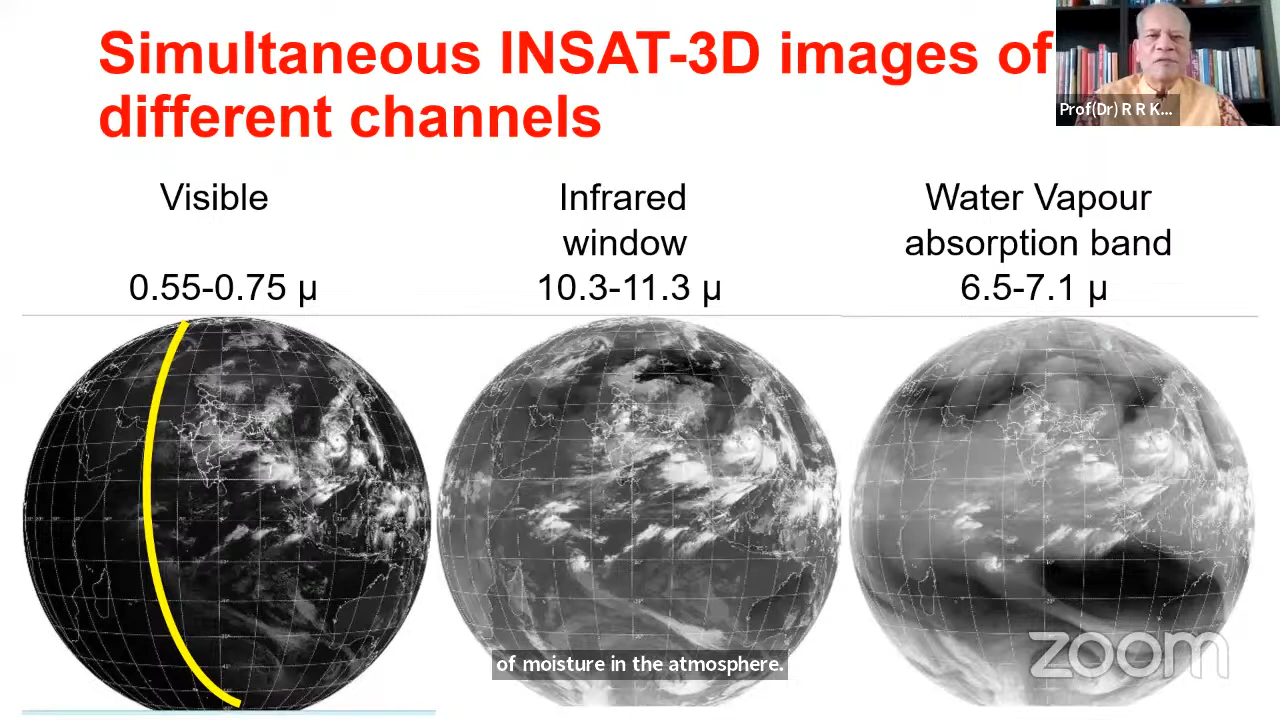 Simultaneous INSAT-3D images of
different channels
Prof(Dr) R R K...
Visible
0.55-0.75 μ
Infrared
window
10.3-11.3 μ
Water Vapour
absorption band
6.5-7.1 μ
of moisture in the atmosphere.
zoom